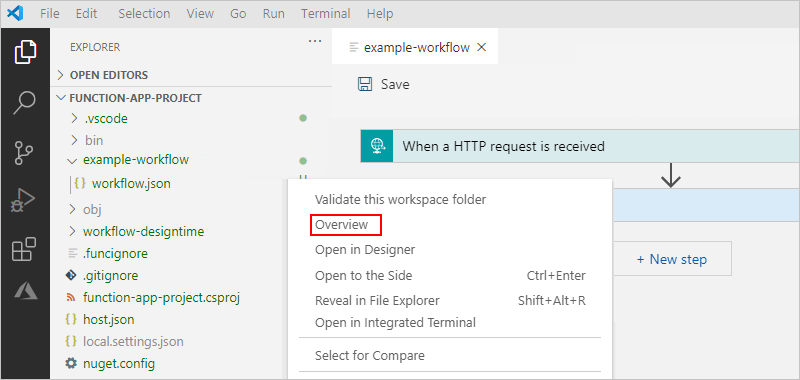 File Edit Selection View Go Run Terminal Help
EXPLORER
example-workflow
OPEN EDITORS
Save
FUNCTION-APP-PROJECT
.vscode
bin
When a HTTP request is received
example-workflow
workflow.json
Validate this workspace folder
obj
Overview
workflow-designtime
Open in Designer
.funcignore
+ New step
.gitignore
Open to the Side Ctrl+Enter
function-app-project.csproj
Reveal in File Explorer Shift+Alt+R
host.json
Open in Integrated Terminal
local.settings.json
Select for Compare
nuget.config